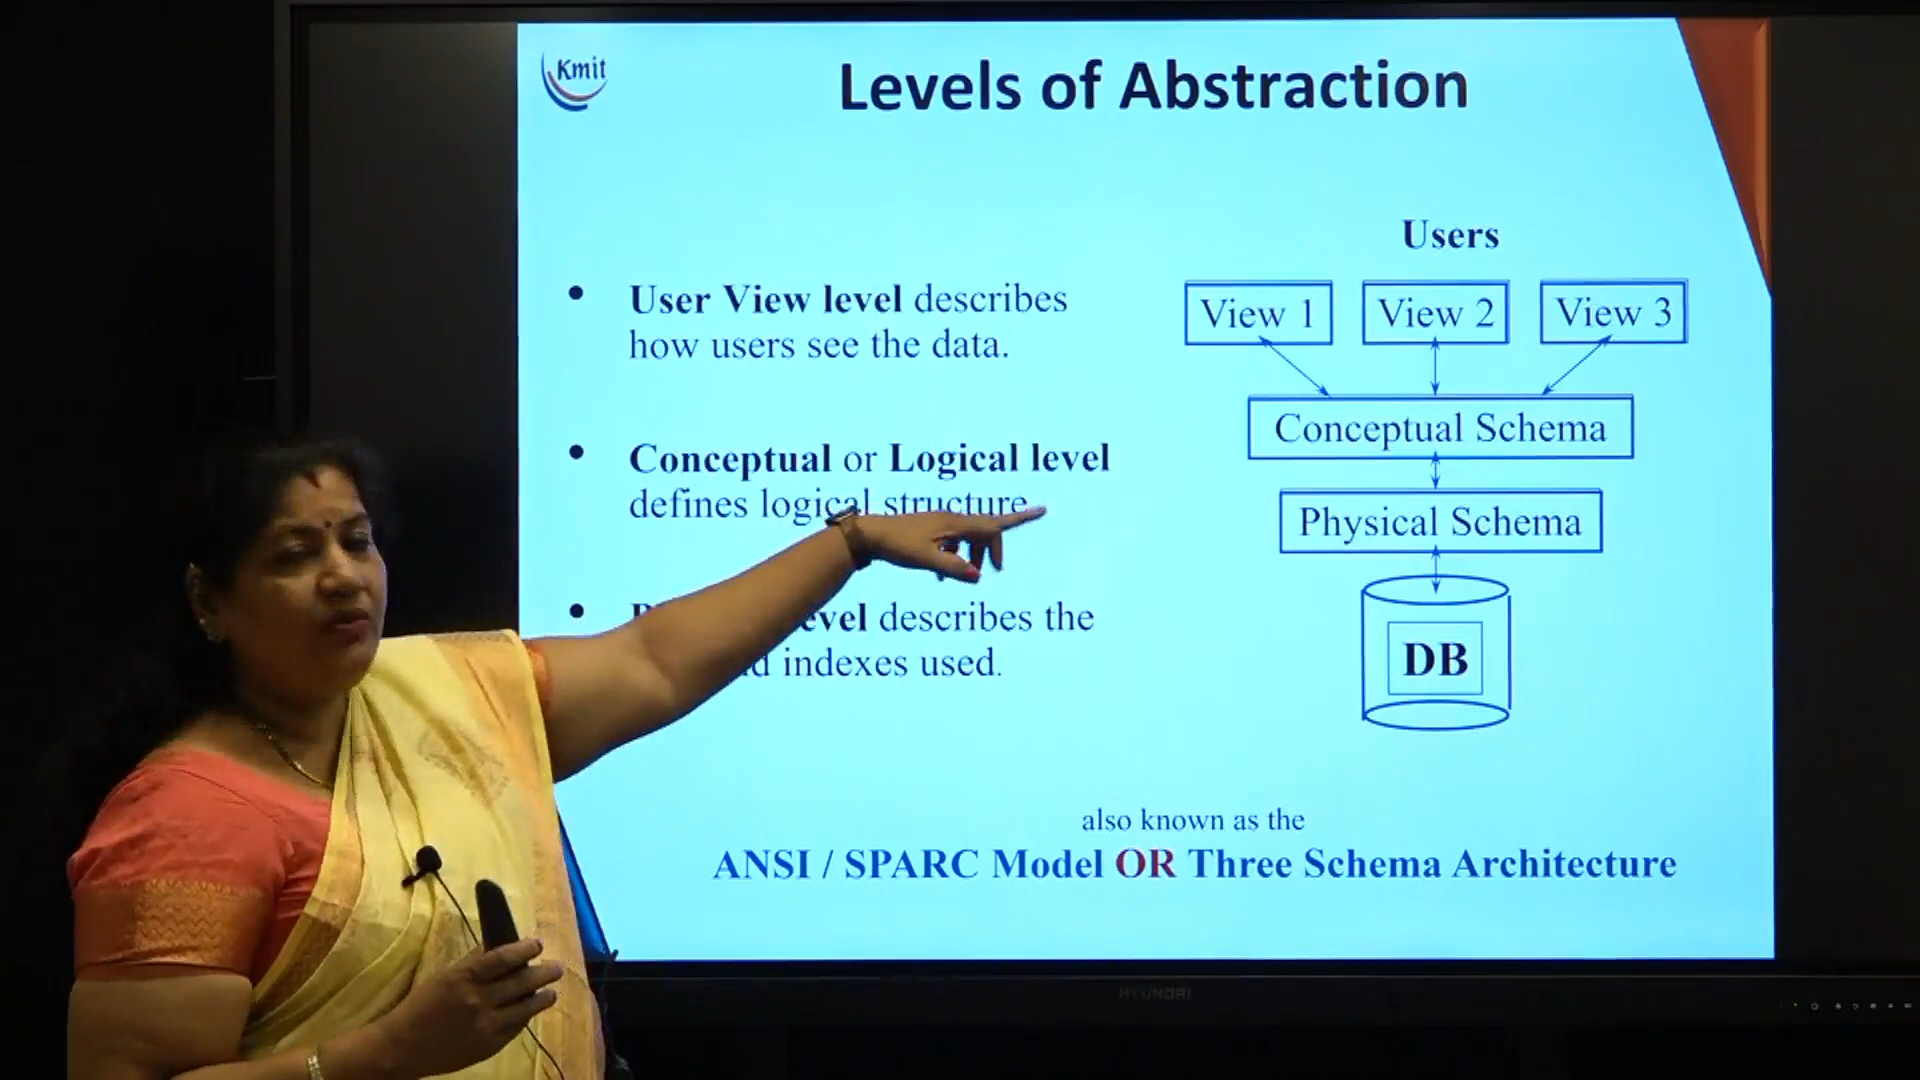 Kmit
Levels of Abstraction
Users
• User View level describes
how users see the data.
View 1
View 2
View 3
• Conceptual or Logical level
defines logical structure
Conceptual Schema
Physical Schema
• level describes the
indexes used.
DB
also known as the
ANSI / SPARC Model OR Three Schema Architecture
HYUNDAI